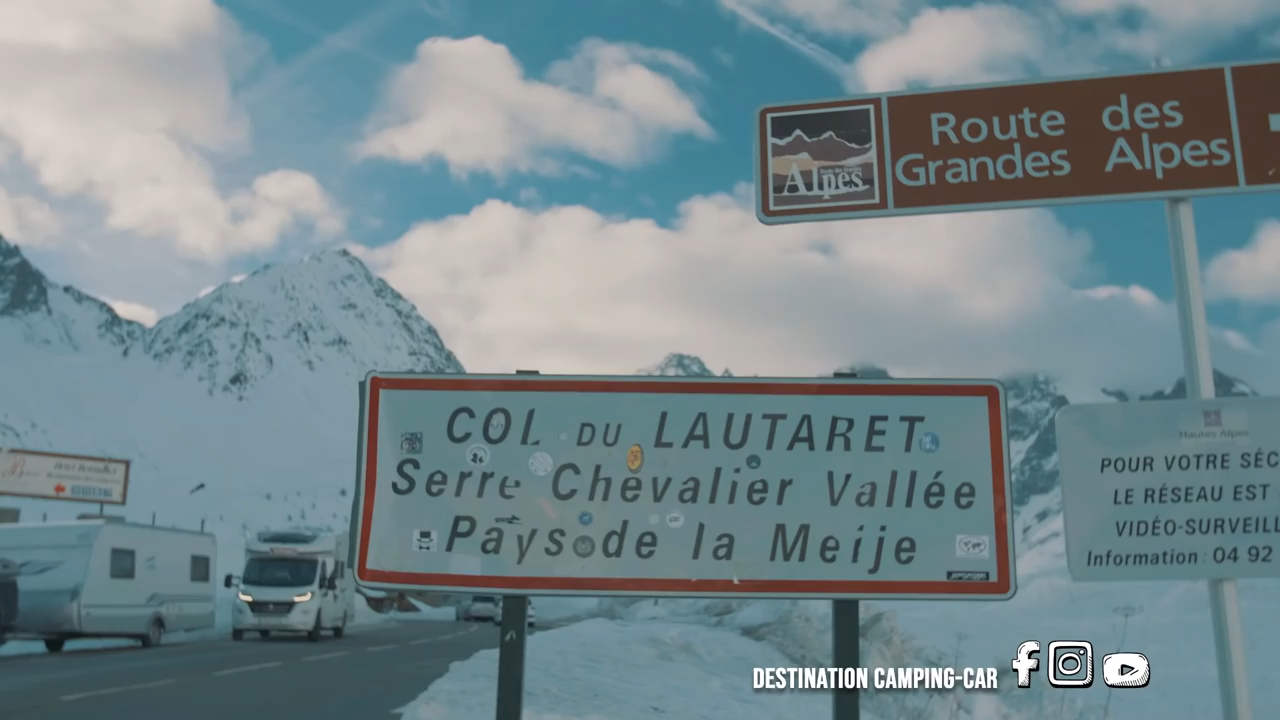 Route des
Grandes Alpes
Alpes
COL DU LAUTARET
Serre Chevalier Vallée
Pays de la Meije
Hautes Alpes
POUR VOTRE SÉC
LE RÉSEAU EST
VIDÉO-SURVEILL
Information : 04 92
DESTINATION CAMPING-CAR